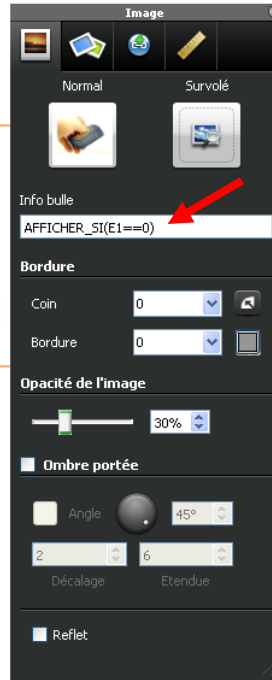 Image
Normal Survolé
Info bulle
AFFICHER_SI(E1==0)
Bordure
Coin 0
Bordure 0
Opacité de l'image
30%
Ombre portée
Angle 45°
2 6
Décalage Etendue
Reflet